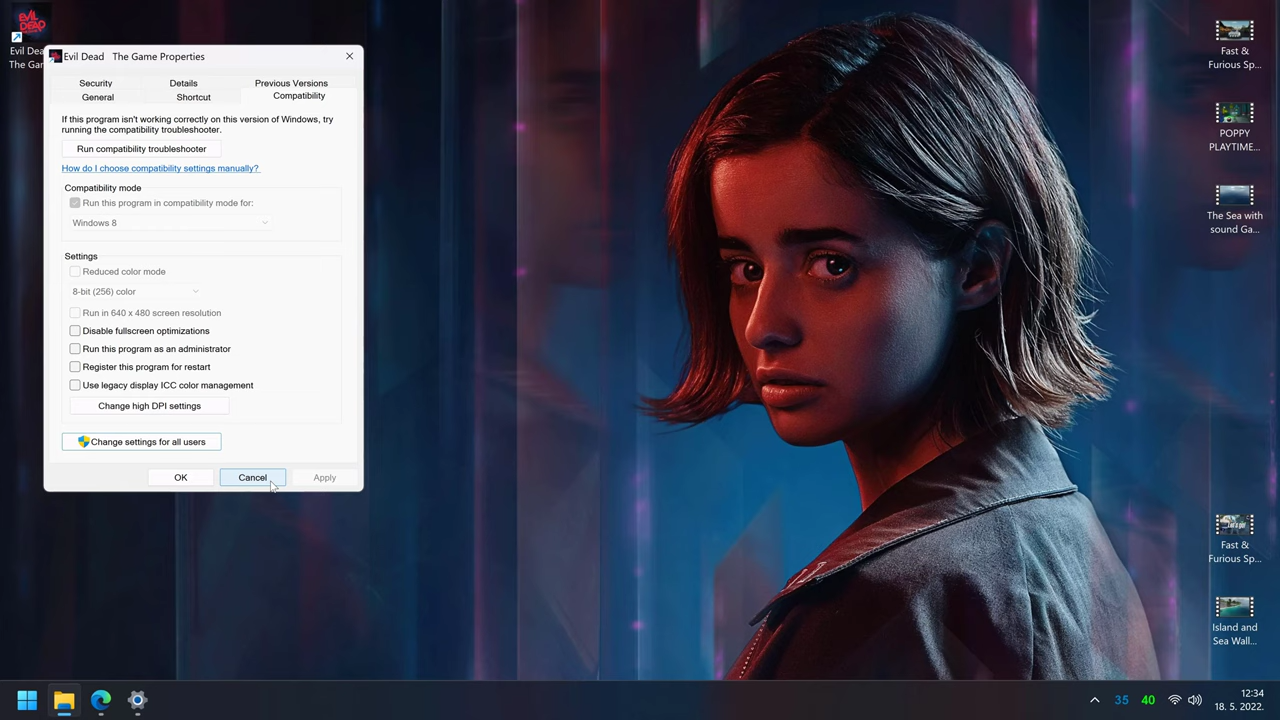 EVIL
DEAD
Evil Dea
The Gar
Evil Dead   The Game Properties
Security
Details
Previous Versions
General
Shortcut
Compatibility
If this program isn't working correctly on this version of Windows, try
running the compatibility troubleshooter.
Run compatibility troubleshooter
How do I choose compatibility settings manually?
Compatibility mode
Run this program in compatibility mode for:
Windows 8
Settings
Reduced color mode
8-bit (256) color
Run in 640 x 480 screen resolution
Disable fullscreen optimizations
Run this program as an administrator
Register this program for restart
Use legacy display ICC color management
Change high DPI settings
Change settings for all users
OK
Cancel
Apply
Fast &
Furious Sp...
POPPY
PLAYTIME...
The Sea with
sound Ga...
Let's go!
Fast &
Furious Sp...
Island and
Sea Wall...
35
40
12:34
18. 5. 2022.